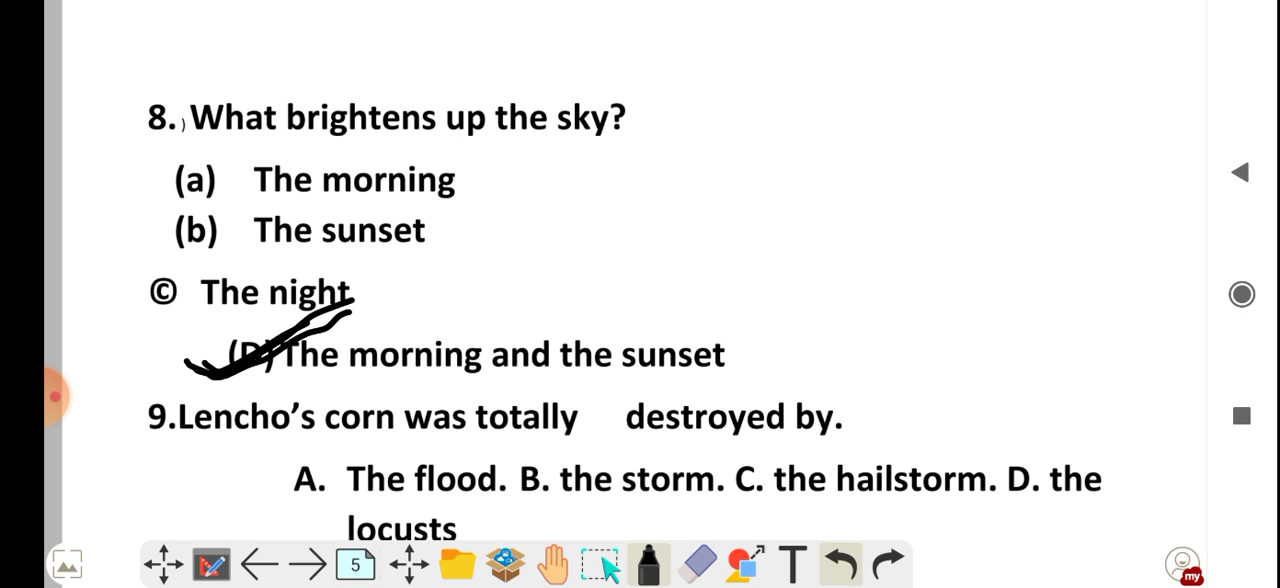 8.) What brightens up the sky?
(a) The morning
(b) The sunset
© The night
(D) The morning and the sunset
9.Lencho’s corn was totally destroyed by.
A. The flood. B. the storm. C. the hailstorm. D. the
locusts
5
T
my